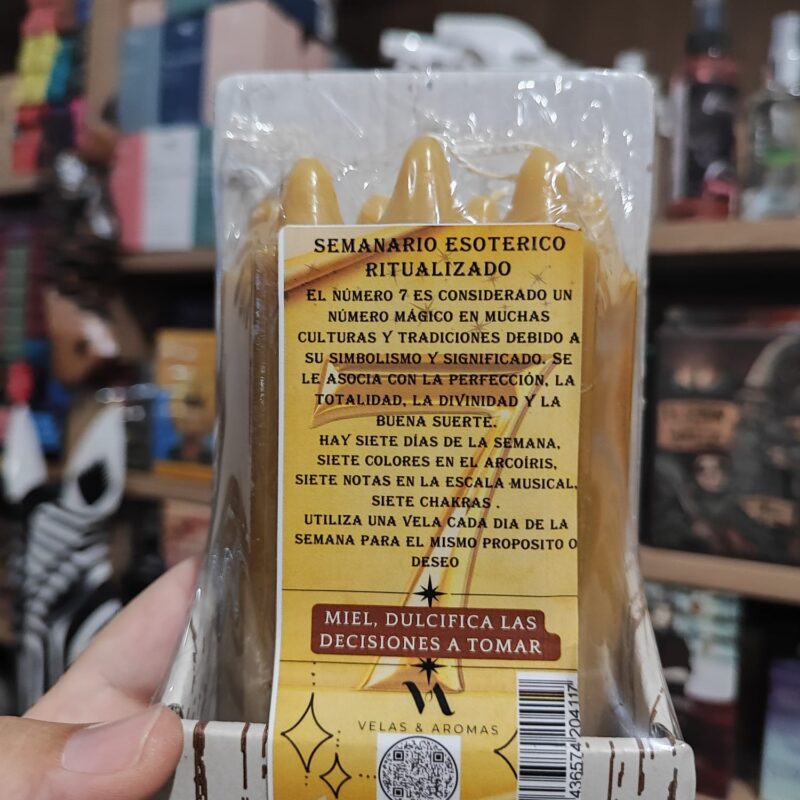 SEMANARIO ESOTERICO
RITUALIZADO
EL NÚMERO 7 ES CONSIDERADO UN
NÚMERO MÁGICO EN MUCHAS
CULTURAS Y TRADICIONES DEBIDO A
SU SIMBOLISMO Y SIGNIFICADO. SE
LE ASOCIA CON LA PERFECCIÓN, LA
TOTALIDAD, LA DIVINIDAD Y LA
BUENA SUERTE.
HAY SIETE DÍAS DE LA SEMANA,
SIETE COLORES EN EL ARCOÍRIS,
SIETE NOTAS EN LA ESCALA MUSICAL,
SIETE CHAKRAS .
UTILIZA UNA VELA CADA DIA DE LA
SEMANA PARA EL MISMO PROPOSITO O
DESEO
MIEL, DULCIFICA LAS
DECISIONES A TOMAR
VELAS & AROMAS
436574204117